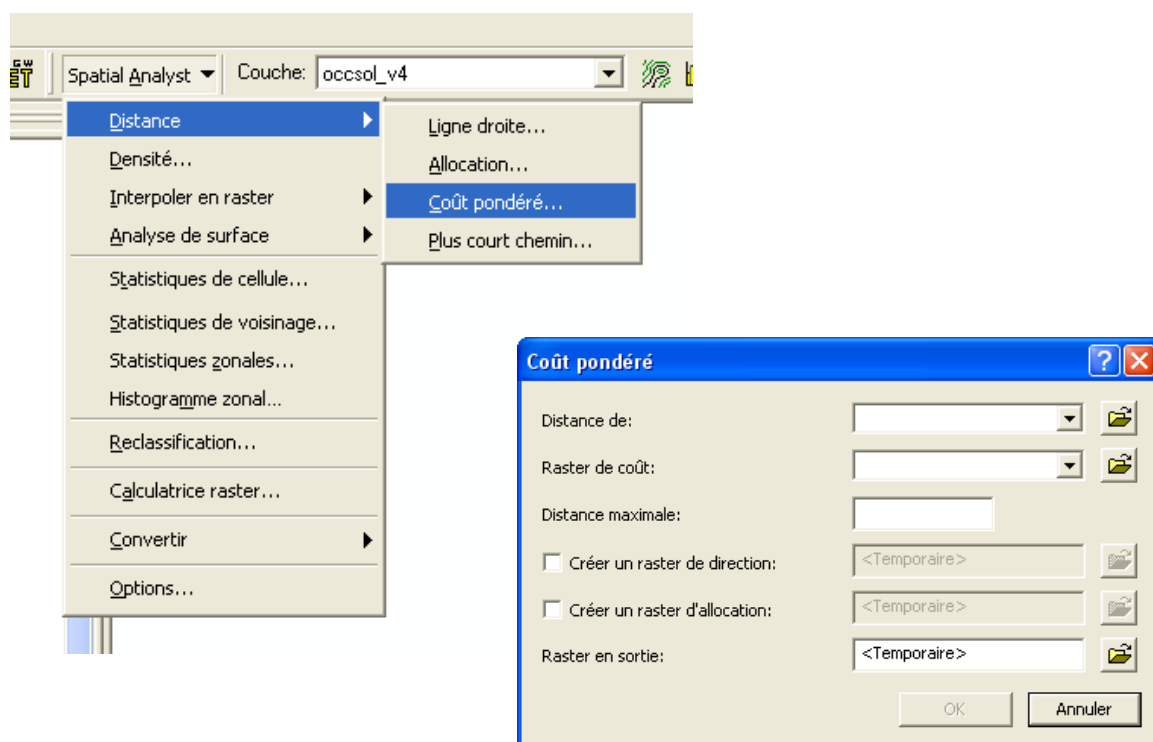 Spatial Analyst Couche: occsol_v4
Distance
Densité...
Interpoler en raster
Analyse de surface
Statistiques de cellule...
Statistiques de voisinage...
Statistiques zonales...
Histogramme zonal...
Reclassification...
Calculatrice raster...
Convertir
Options...
Ligne droite...
Allocation...
Coût pondéré...
Plus court chemin...
Coût pondéré
Distance de:
Raster de coût:
Distance maximale:
Créer un raster de direction: <Temporaire>
Créer un raster d'allocation: <Temporaire>
Raster en sortie: <Temporaire>
OK Annuler